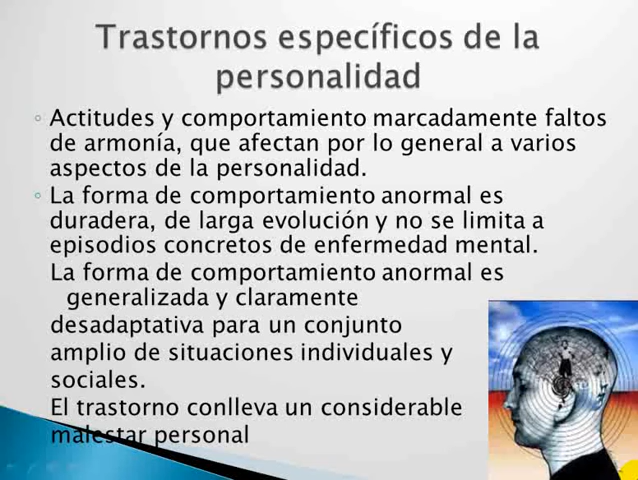 Trastornos específicos de la
personalidad
Actitudes y comportamiento marcadamente faltos
de armonía, que afectan por lo general a varios
aspectos de la personalidad.
La forma de comportamiento anormal es
duradera, de larga evolución y no se limita a
episodios concretos de enfermedad mental.
La forma de comportamiento anormal es
generalizada y claramente
desadaptativa para un conjunto
amplio de situaciones individuales y
sociales.
El trastorno conlleva un considerable
malestar personal